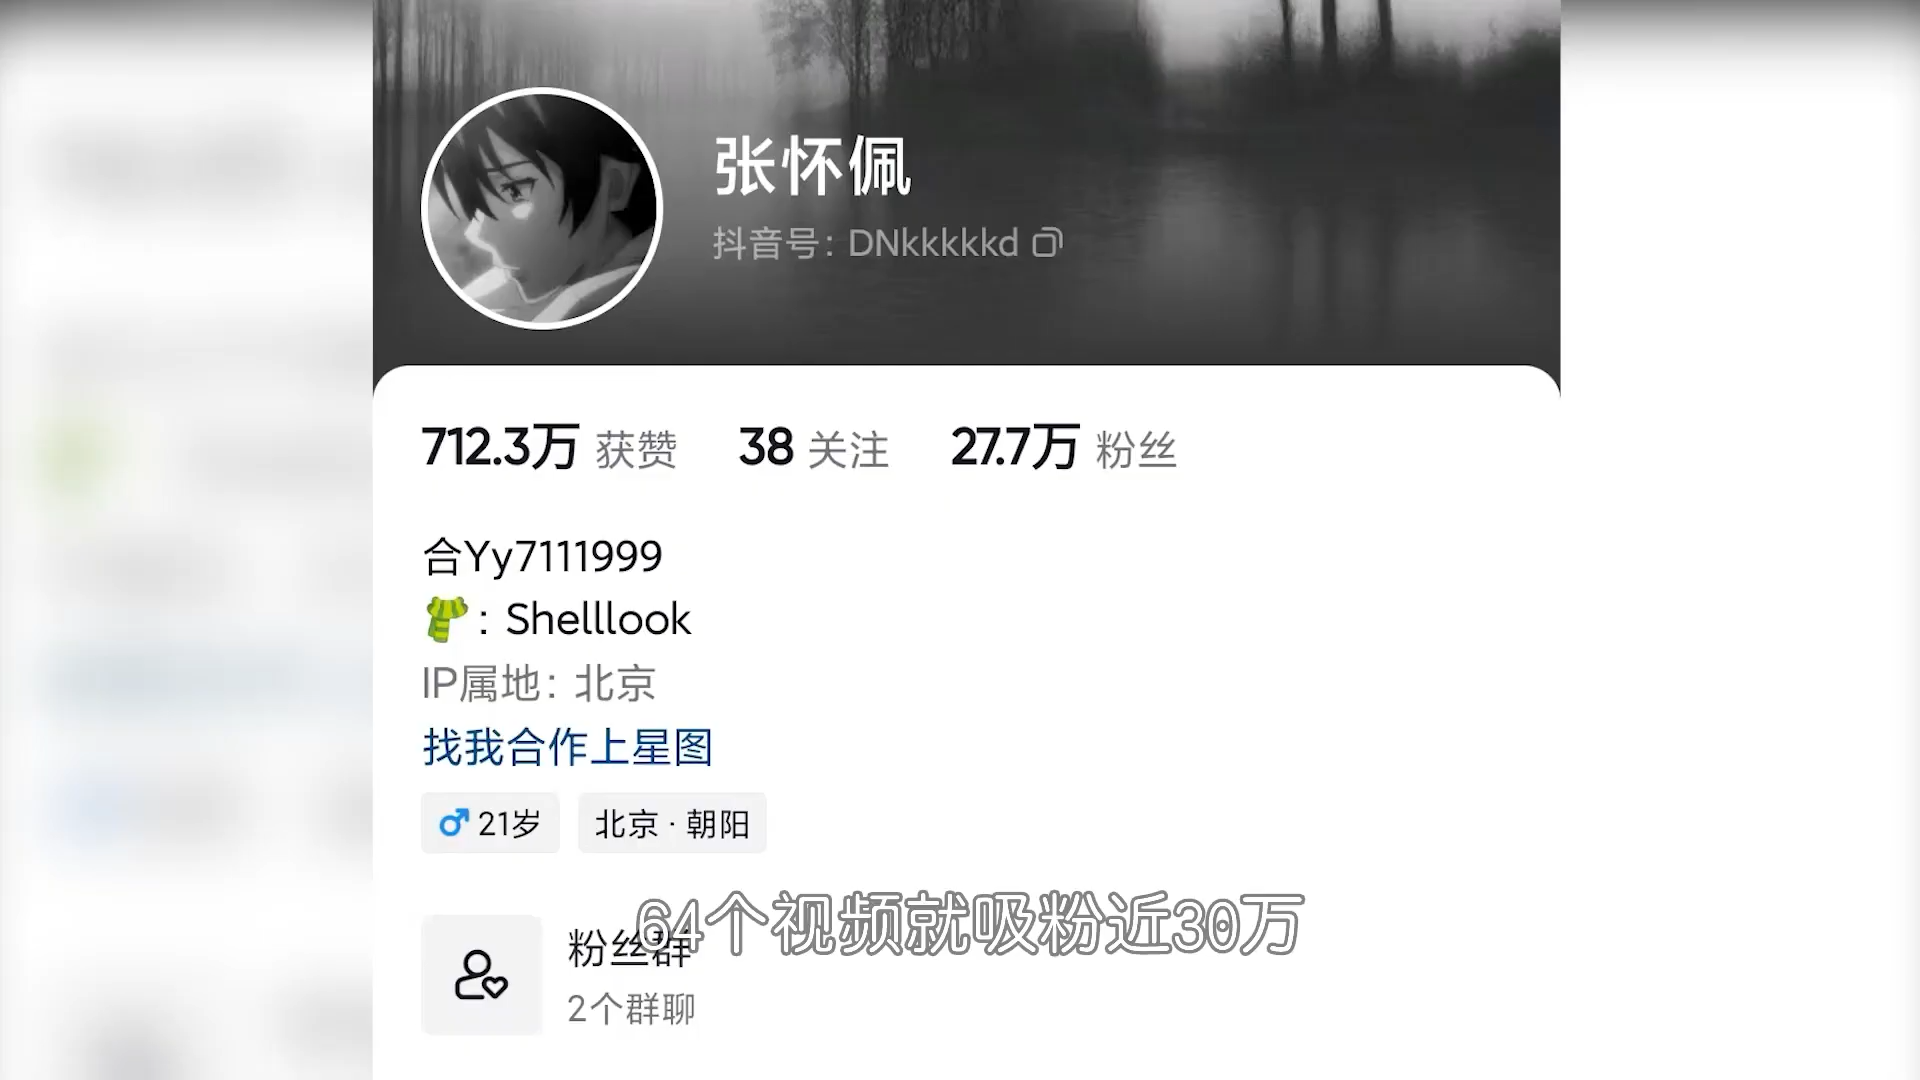 张怀佩
抖音号：DNkkkkkd
712.3万 获赞 38 关注 27.7万 粉丝
合Yy7111999
：Shelllook
IP属地：北京
找我合作上星图
21岁 北京·朝阳
64个视频就吸粉近30万
粉丝群
2个群聊